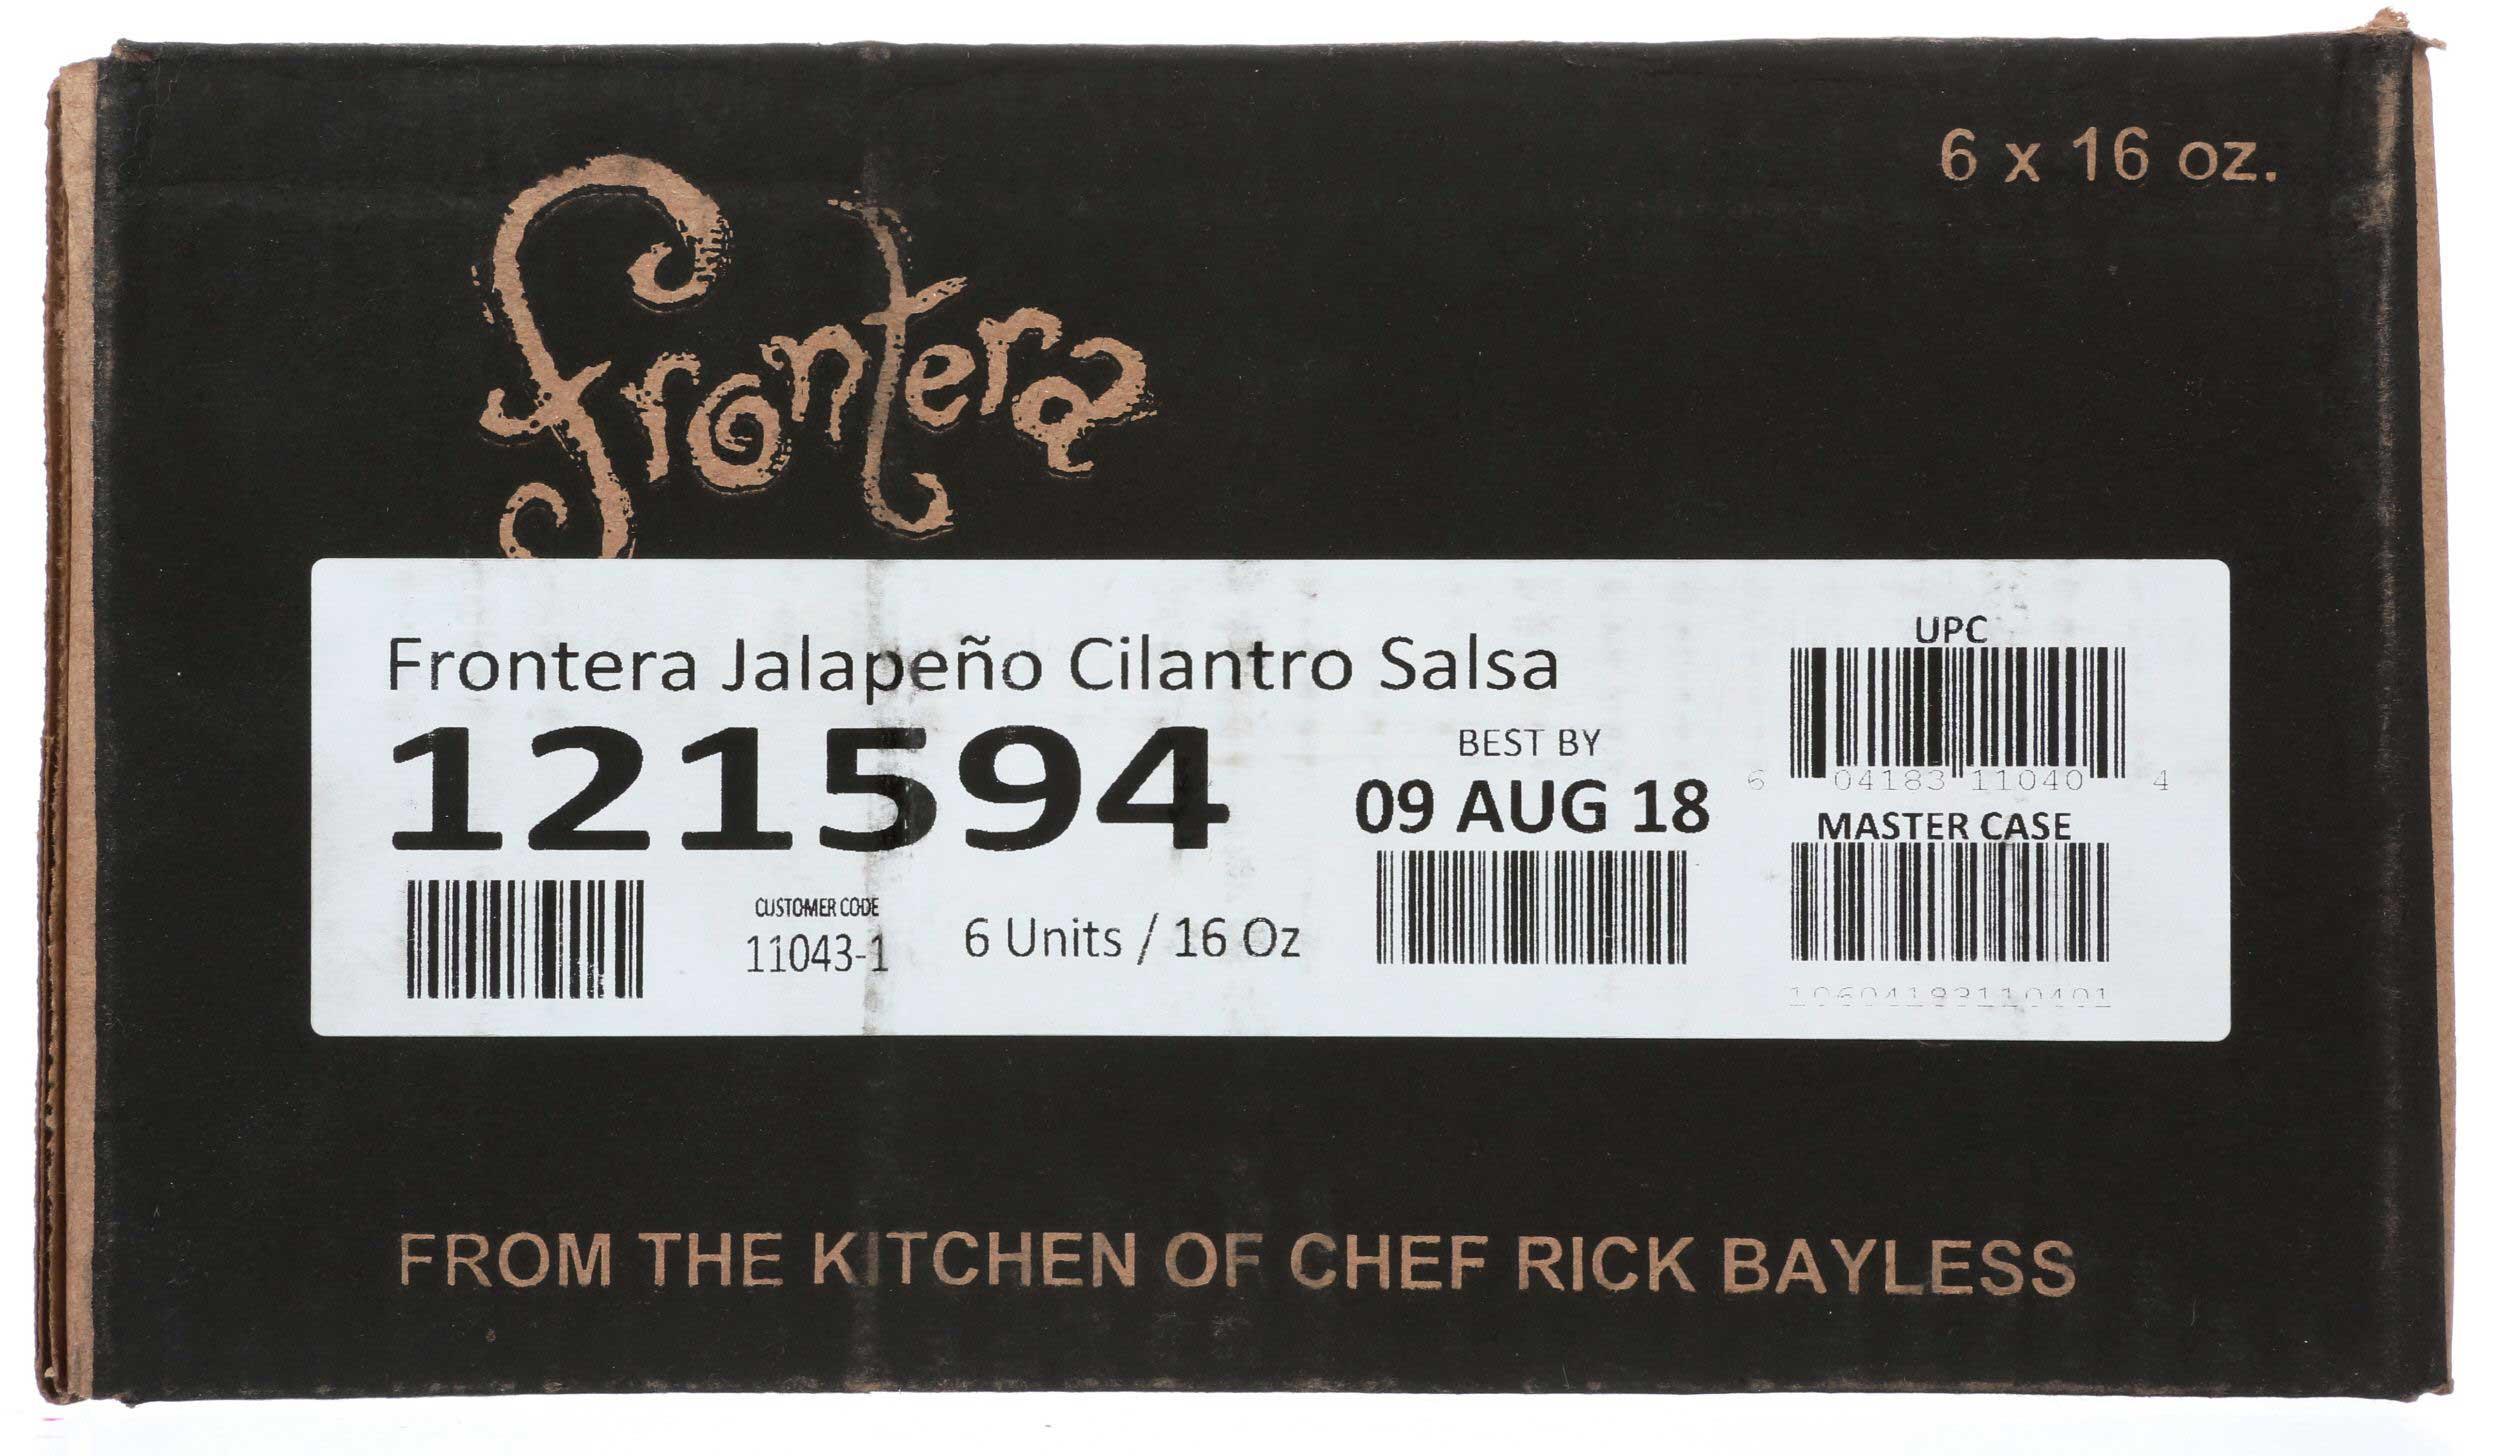 6 x 16 oz.
frontera
Frontera Jalapeño Cilantro Salsa
121594
BEST BY
09 AUG 18
CUSTOMER CODE
11043-1
6 Units / 16 Oz
UPC
6 04183 11040 4
MASTER CASE
10604183110401
FROM THE KITCHEN OF CHEF RICK BAYLESS